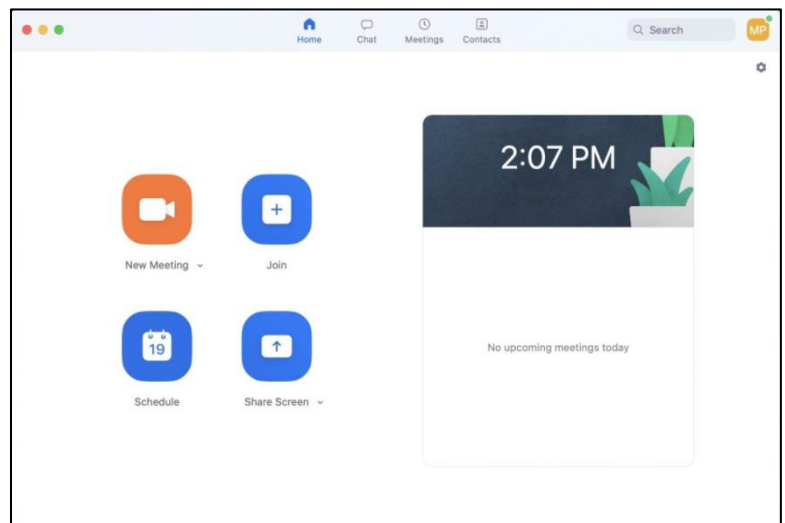 Home
Chat
Meetings
Contacts
Search
MP
2:07 PM
New Meeting
Join
19
Schedule
Share Screen
No upcoming meetings today